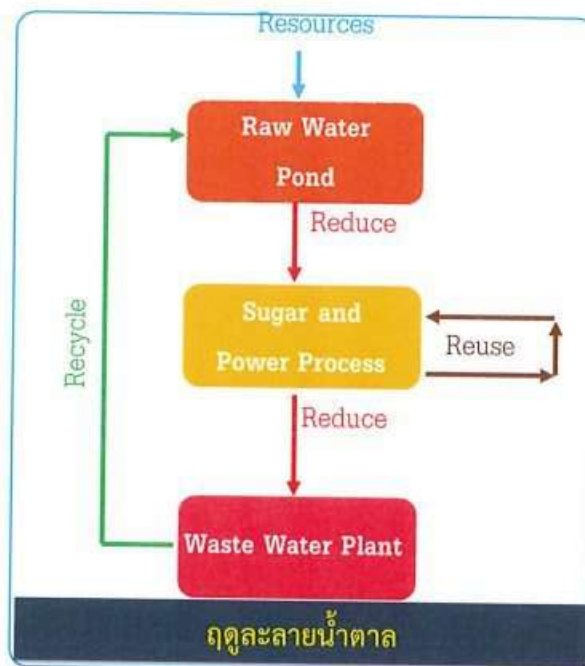 Resources
Raw Water
Pond
Reduce
Sugar and
Power Process
Reuse
Recycle
Reduce
Waste Water Plant
ฤดูละลายน้ำตาล